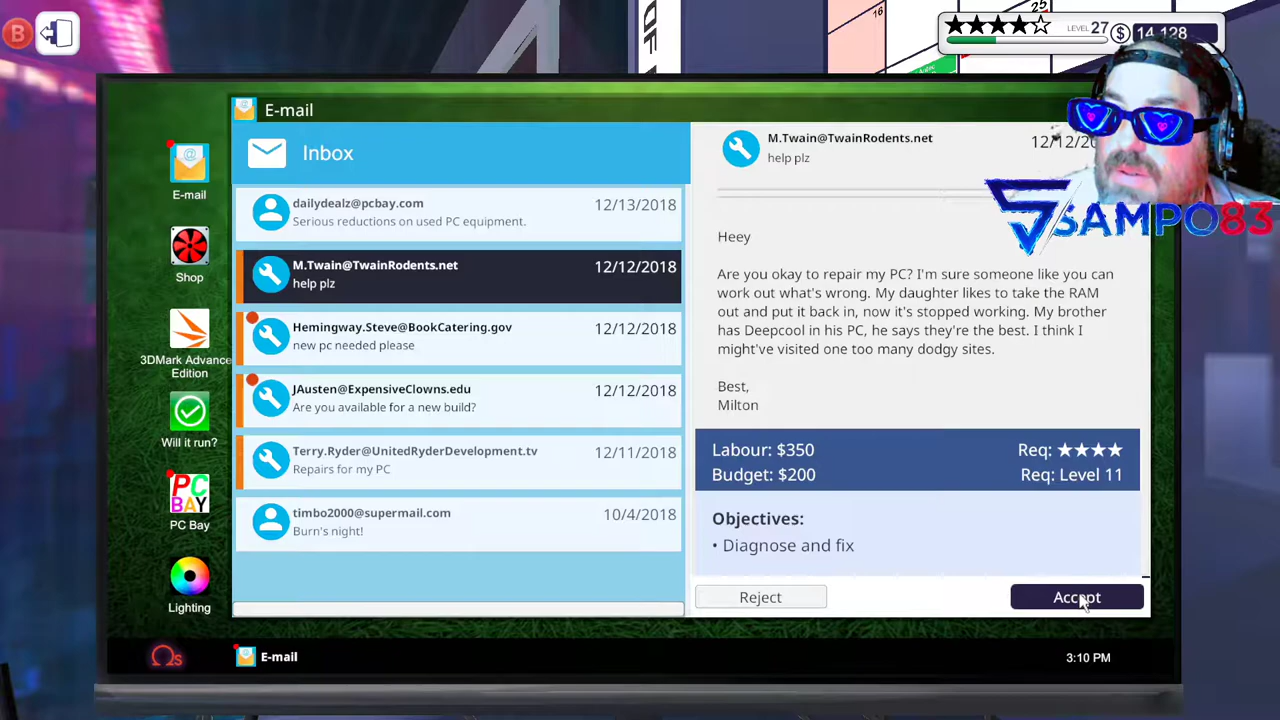 B
16
OF
25
LEVEL 27
$ 14,128
E-mail
Inbox
dailydealz@pcbay.com 12/13/2018
Serious reductions on used PC equipment.
M.Twain@TwainRodents.net 12/12/2018
help plz
Hemingway.Steve@BookCatering.gov 12/12/2018
new pc needed please
JAusten@ExpensiveClowns.edu 12/12/2018
Are you available for a new build?
Terry.Ryder@UnitedRyderDevelopment.tv 12/11/2018
Repairs for my PC
timbo2000@supermail.com 10/4/2018
Burn's night!
E-mail
Shop
3DMark Advance
Edition
Will it run?
PC
BAY
PC Bay
Lighting
M.Twain@TwainRodents.net
help plz
SAMPO83
Heey
Are you okay to repair my PC? I'm sure someone like you can
work out what's wrong. My daughter likes to take the RAM
out and put it back in, now it's stopped working. My brother
has Deepcool in his PC, he says they're the best. I think I
might've visited one too many dodgy sites.
Best,
Milton
Labour: $350 Req: ★★★★
Budget: $200 Req: Level 11
Objectives:
• Diagnose and fix
Reject Accept
Ωs
E-mail
3:10 PM